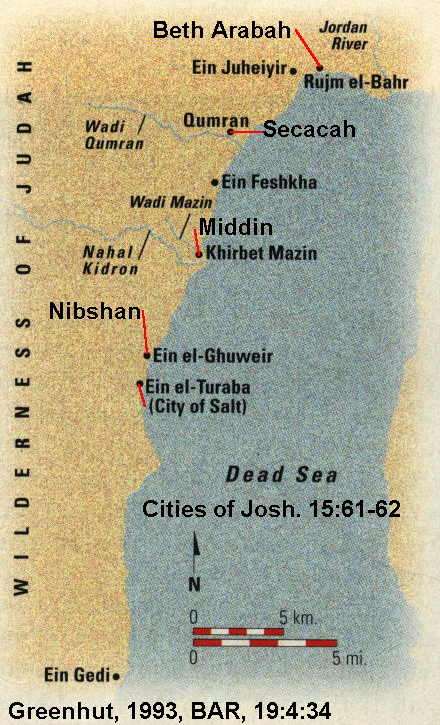 Jordan
River
Beth Arabah
Ein Juheiyir
Rujm el-Bahr
Qumran
Secacah
Wadi
Qumran
Ein Feshkha
Wadi Mazin
Middin
Nahal
Kidron
Khirbet Mazin
Nibshan
Ein el-Ghuweir
Ein el-Turaba
(City of Salt)
WILDERNESS OF JUDAH
Dead Sea
Cities of Josh. 15:61-62
N
0 5 km.
0 5 mi.
Ein Gedi
Greenhut, 1993, BAR, 19:4:34